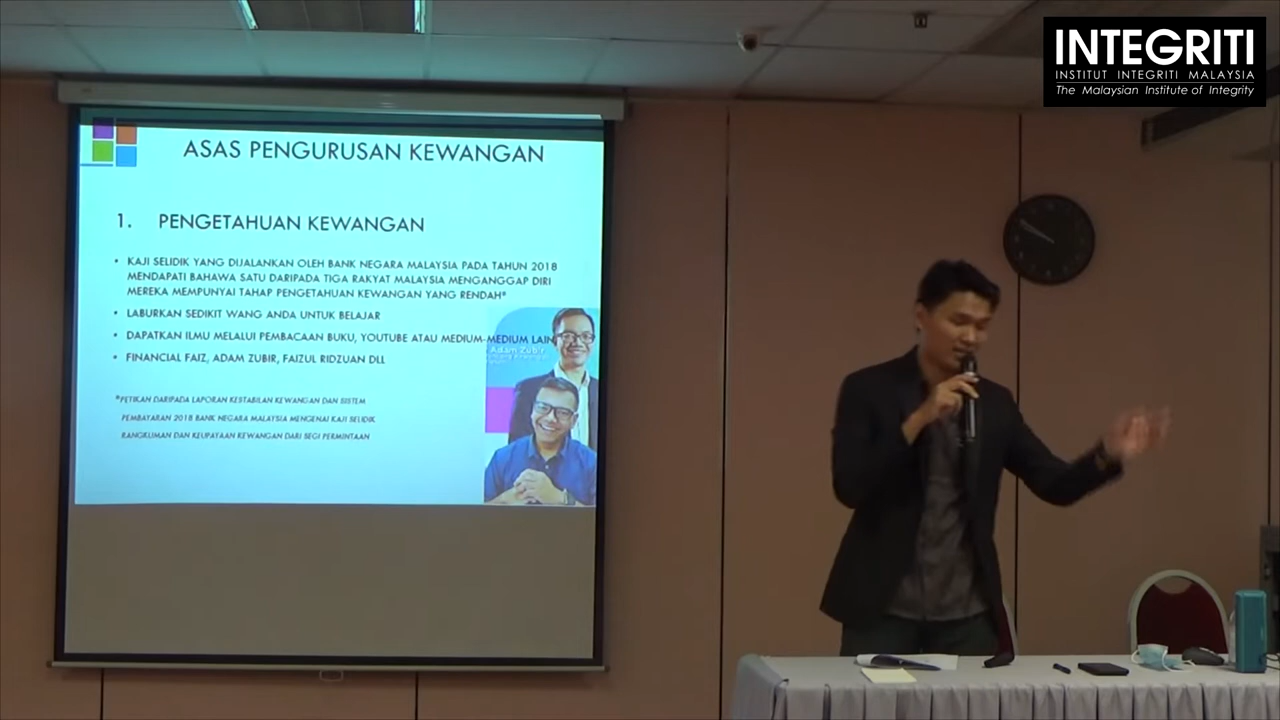 INTEGRITI
INSTITUT INTEGRITI MALAYSIA
The Malaysian Institute of Integrity
ASAS PENGURUSAN KEWANGAN
1. PENGETAHUAN KEWANGAN
• KAJI SELIDIK YANG DIJALANKAN OLEH BANK NEGARA MALAYSIA PADA TAHUN 2018
MENDAPATI BAHAWA SATU DARIPADA TIGA RAKYAT MALAYSIA MENGANGGAP DIRI
MEREKA MEMPUNYAI TAHAP PENGETAHUAN KEWANGAN YANG RENDAH*
• LABURKAN SEDIKIT WANG ANDA UNTUK BELAJAR
• DAPATKAN ILMU MELALUI PEMBACAAN BUKU, YOUTUBE ATAU MEDIUM-MEDIUM LAIN
• FINANCIAL FAIZ, ADAM ZUBIR, FAIZUL RIDZUAN DLL
Adam Zubir
*PETIKAN DARIPADA LAPORAN KESTABILAN KEWANGAN DAN SISTEM
PEMBAYARAN 2018 BANK NEGARA MALAYSIA MENGENAI KAJI SELIDIK
RANGKUMAN DAN KEUPAYAAN KEWANGAN DARI SEGI PERMINTAAN